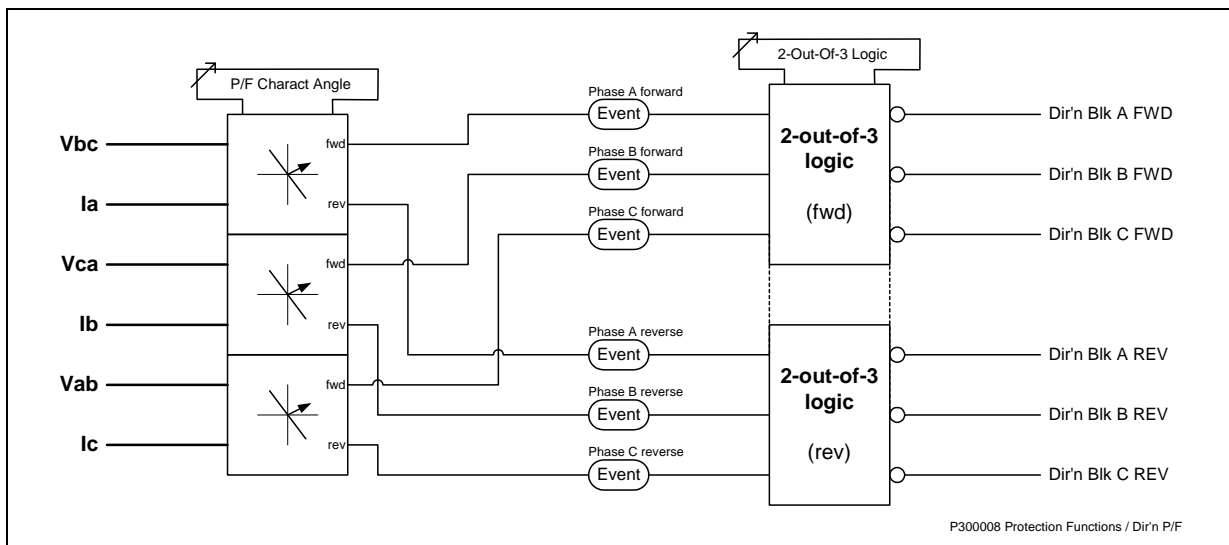 P/F Charact Angle
2-Out-Of-3 Logic
Vbc
Ia
Vca
Ib
Vab
Ic
fwd
rev
fwd
rev
fwd
rev
Phase A forward
Event
Phase B forward
Event
Phase C forward
Event
Phase A reverse
Event
Phase B reverse
Event
Phase C reverse
Event
2-out-of-3
logic
(fwd)
2-out-of-3
logic
(rev)
Dir'n Blk A FWD
Dir'n Blk B FWD
Dir'n Blk C FWD
Dir'n Blk A REV
Dir'n Blk B REV
Dir'n Blk C REV
P300008 Protection Functions / Dir'n P/F